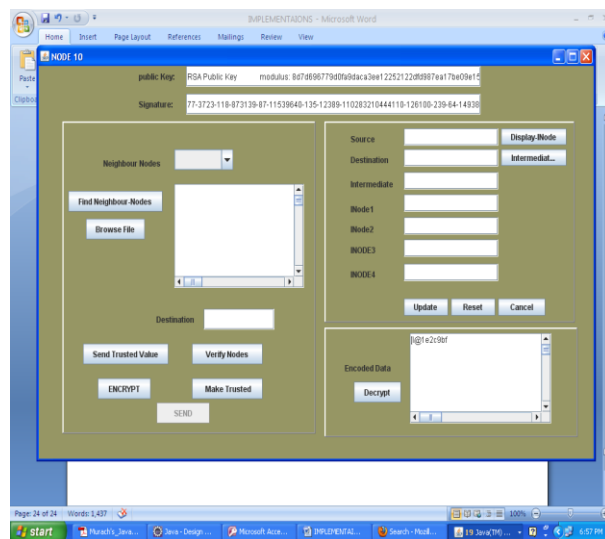 IMPLEMENTAIONS - Microsoft Word
Home Insert Page Layout References Mailings Review View
Paste
NODE 10
public Key: RSA Public Key modulus:
Signature:
Neighbour Nodes
Find Neighbour-Nodes
Browse File
Destination
Send Trusted Value Verify Nodes
ENCRYPT Make Trusted
SEND
Source Display-INode
Destination Intermediat...
Intermediate
INode1
INode2
INODE3
INODE4
Update Reset Cancel
Encoded Data
Decrypt
Page: 24 of 24 Words: 1,437 100%
start Murach's_Java... Java - Design ... Microsoft Acce... IMPLEMENTAI... Search - Mozil... 19 Java(TM) ... 6:57 PM